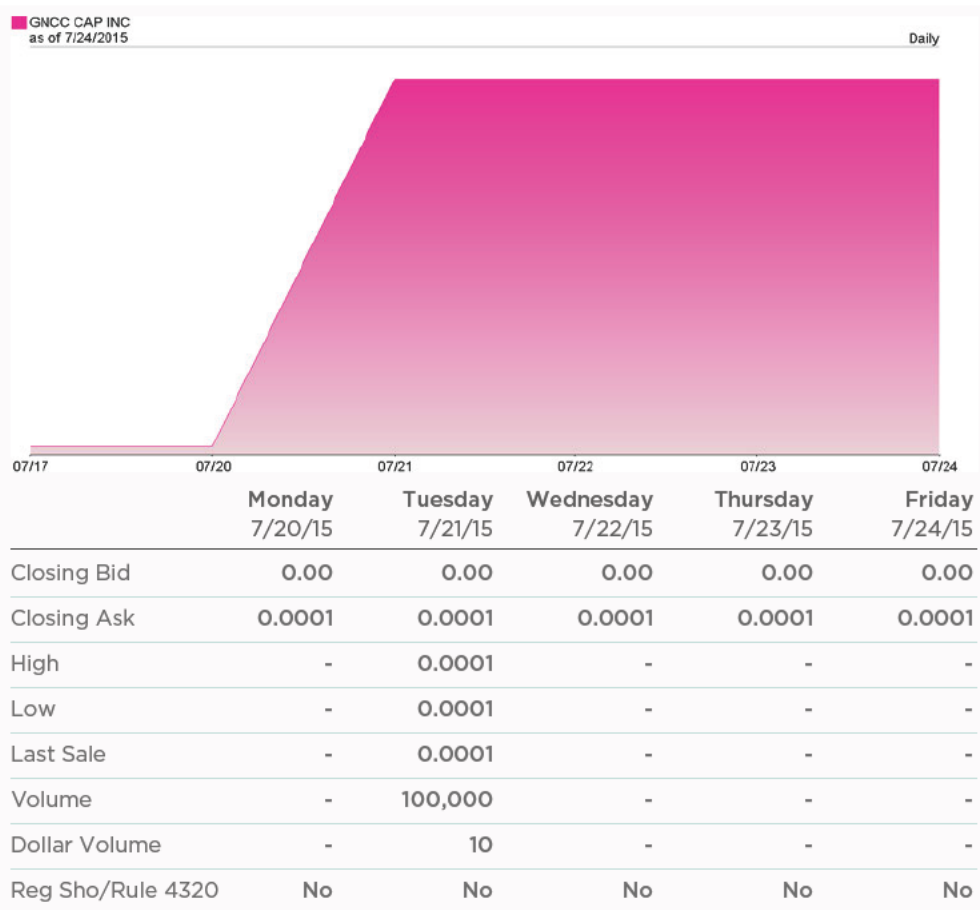 GNCC CAP INC
as of 7/24/2015
Daily
07/17 07/20 07/21 07/22 07/23 07/24
Monday Tuesday Wednesday Thursday Friday
7/20/15 7/21/15 7/22/15 7/23/15 7/24/15
Closing Bid 0.00 0.00 0.00 0.00 0.00
Closing Ask 0.0001 0.0001 0.0001 0.0001 0.0001
High - 0.0001 - - -
Low - 0.0001 - - -
Last Sale - 0.0001 - - -
Volume - 100,000 - - -
Dollar Volume - 10 - - -
Reg Sho/Rule 4320 No No No No No